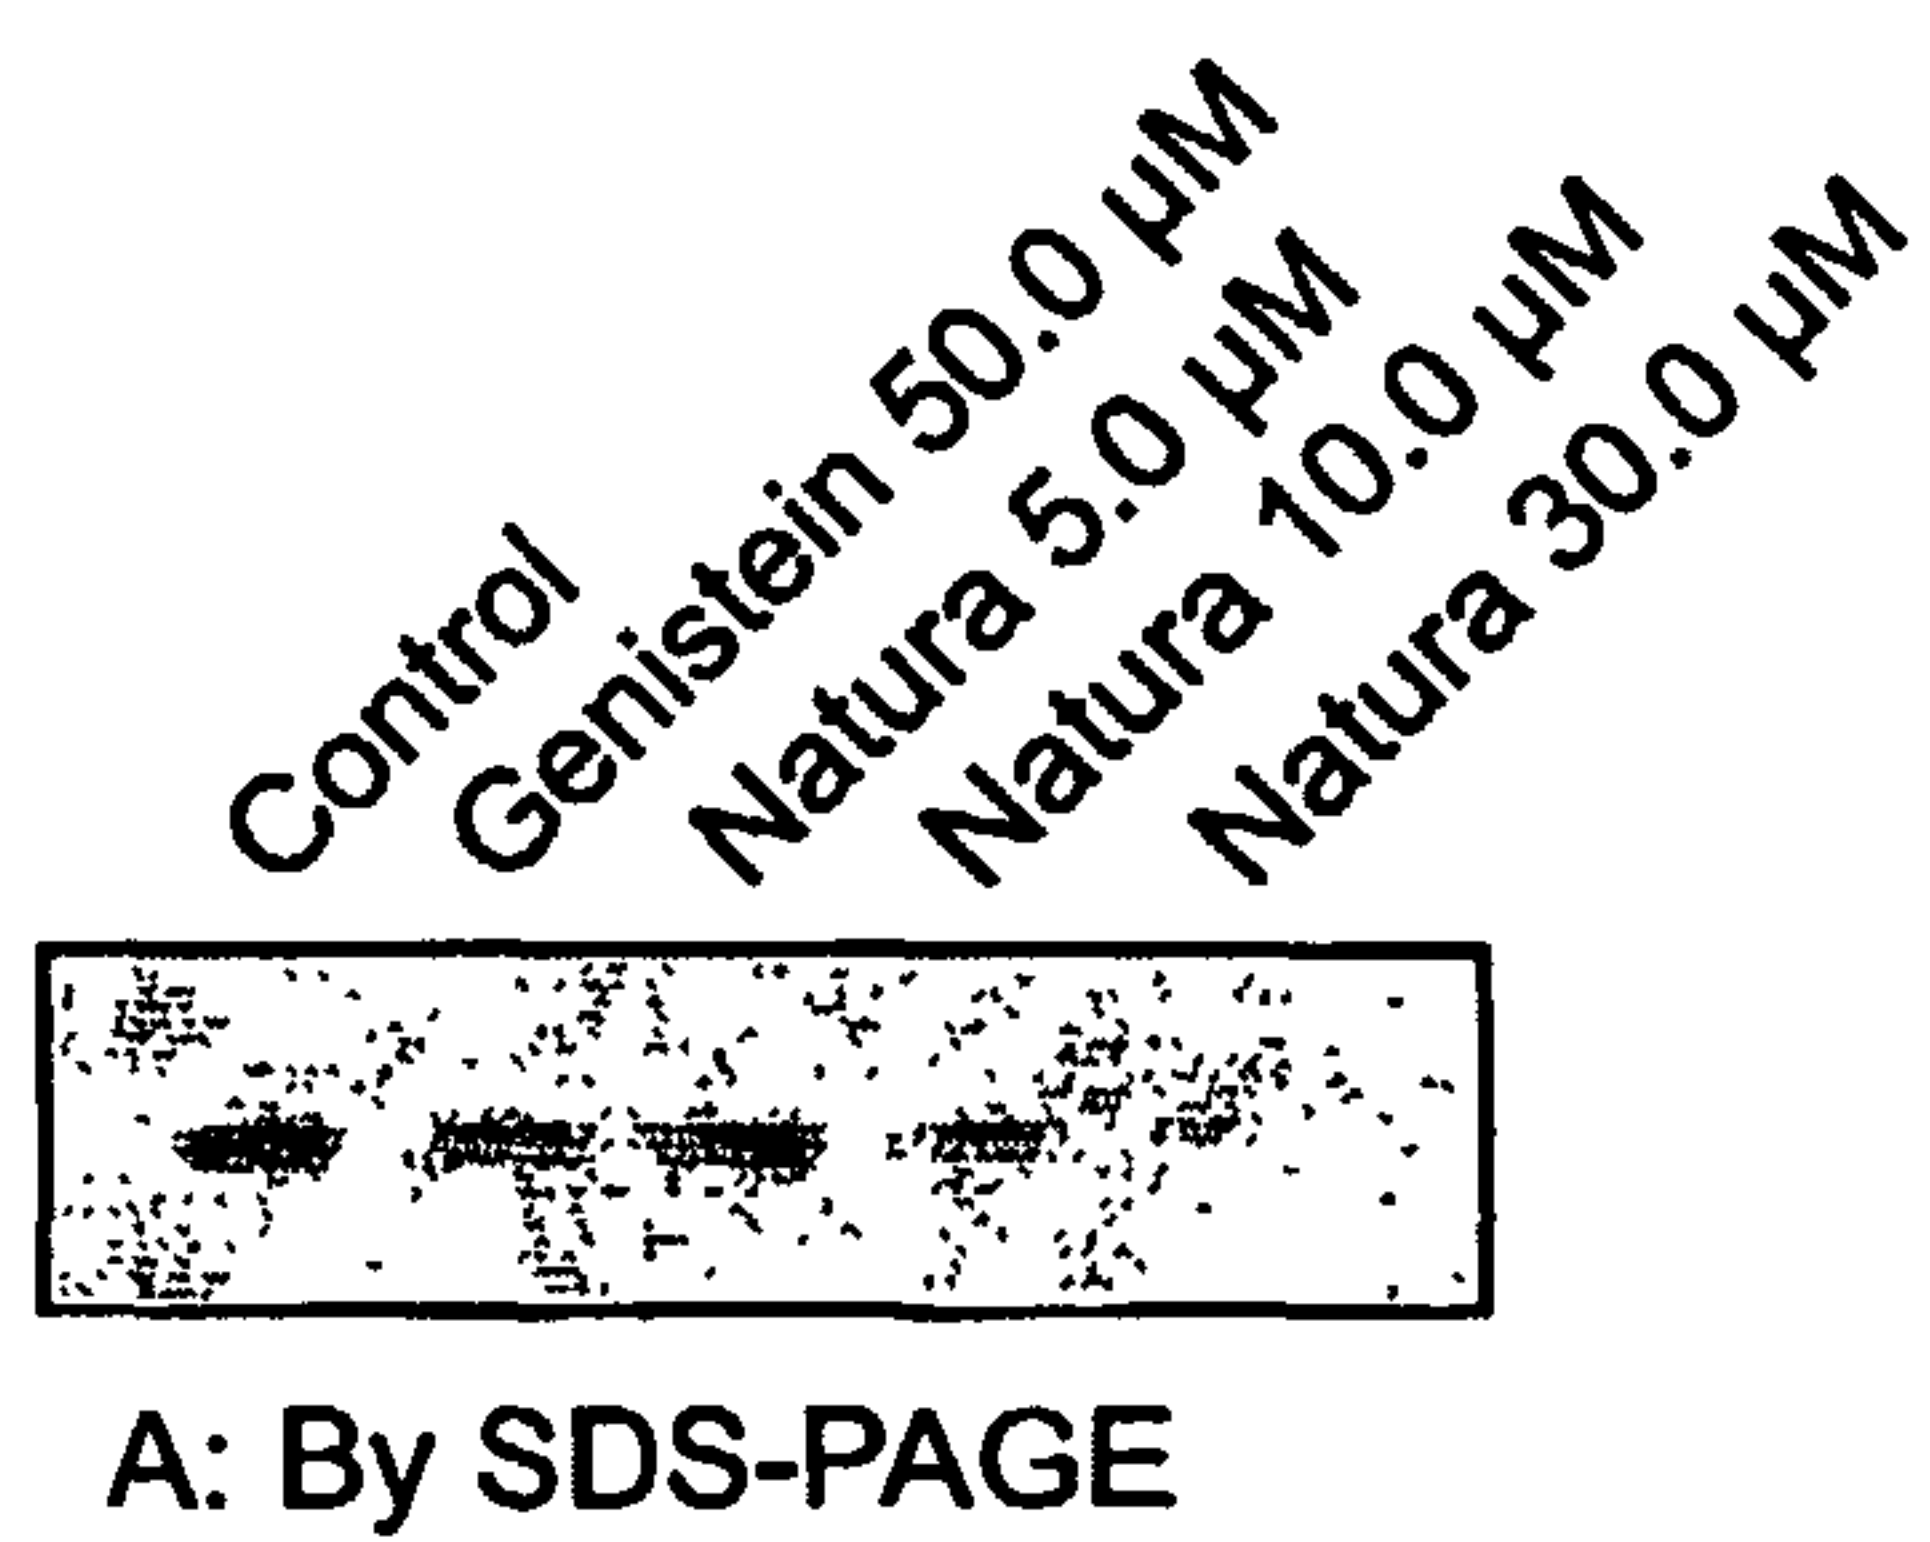 Control
Genistein 50.0 µM
Natura 5.0 µM
Natura 10.0 µM
Natura 30.0 µM
A: By SDS-PAGE